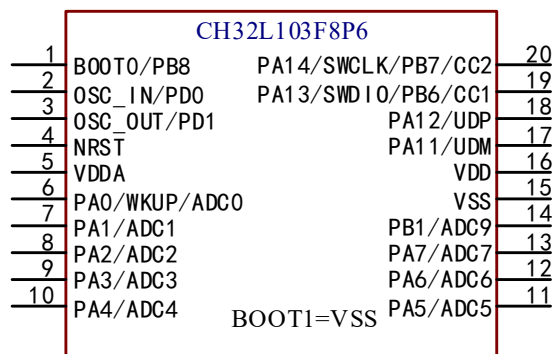 CH32L103F8P6
1 BOOT0/PB8 PA14/SWCLK/PB7/CC2 20
2 OSC_IN/PD0 PA13/SWDIO/PB6/CC1 19
3 OSC_OUT/PD1 PA12/UDP 18
4 NRST PA11/UDM 17
5 VDDA VDD 16
6 PA0/WKUP/ADC0 VSS 15
7 PA1/ADC1 PB1/ADC9 14
8 PA2/ADC2 PA7/ADC7 13
9 PA3/ADC3 PA6/ADC6 12
10 PA4/ADC4 PA5/ADC5 11
BOOT1=VSS